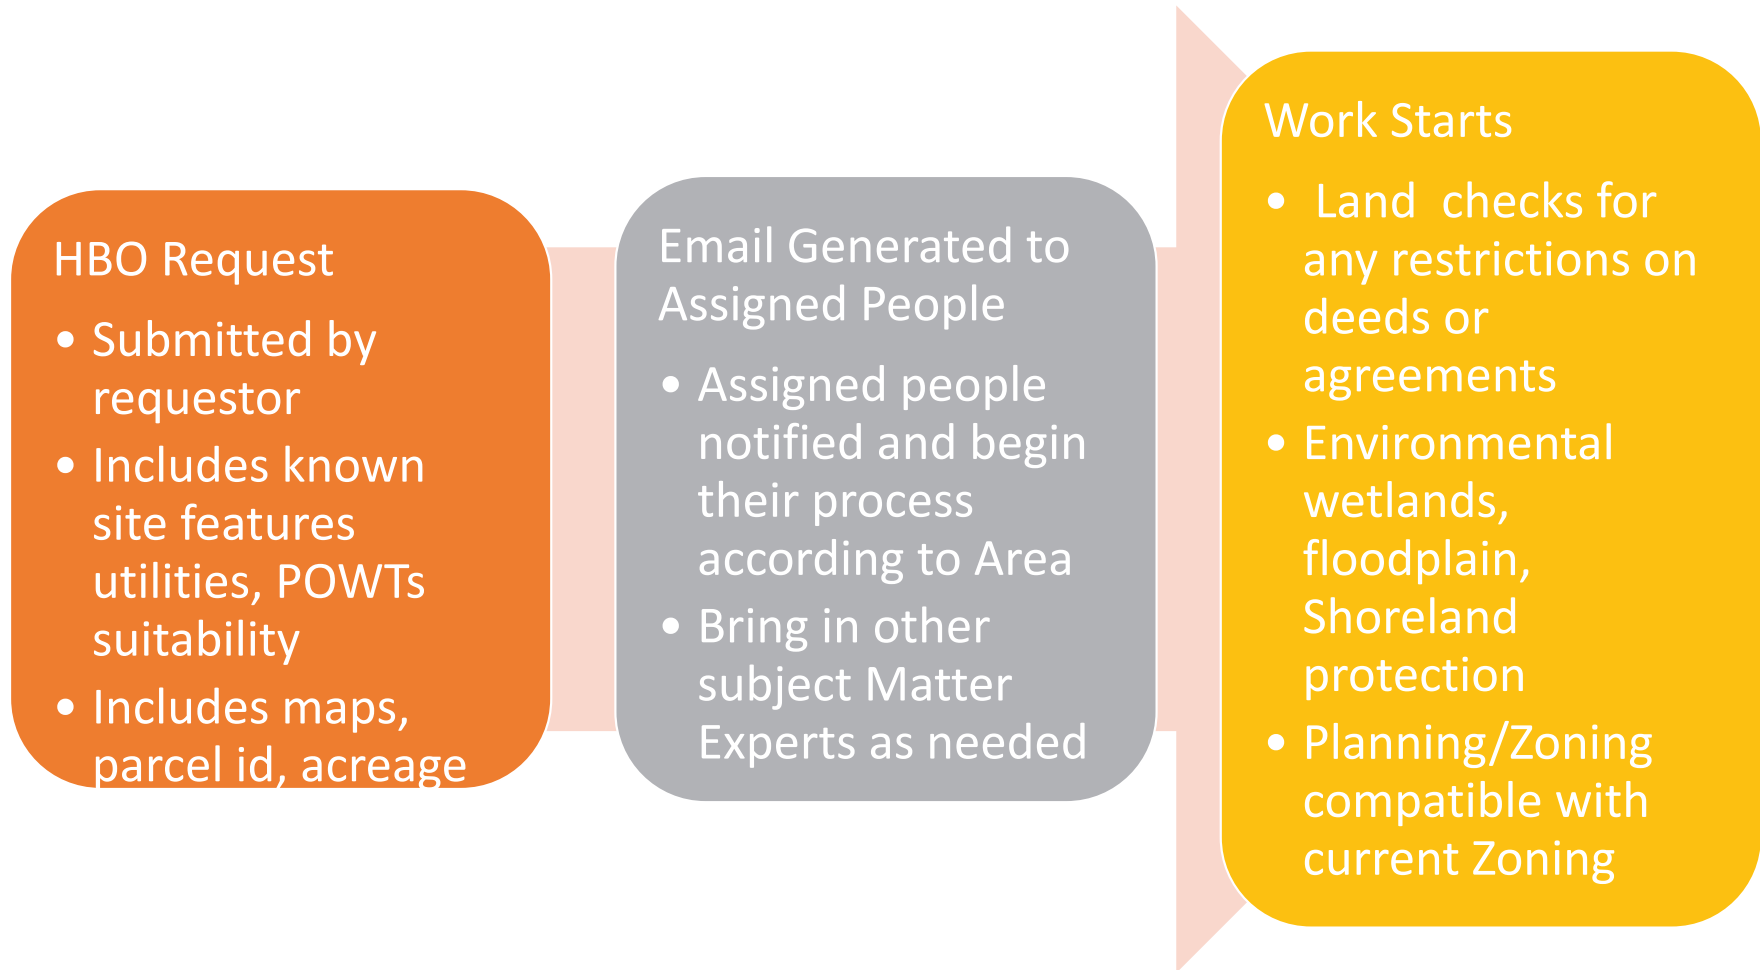 HBO Request
• Submitted by
requestor
• Includes known
site features
utilities, POWTs
suitability
• Includes maps,
parcel id, acreage
Email Generated to
Assigned People
• Assigned people
notified and begin
their process
according to Area
• Bring in other
subject Matter
Experts as needed
Work Starts
• Land  checks for
any restrictions on
deeds or
agreements
• Environmental
wetlands,
floodplain,
Shoreland
protection
• Planning/Zoning
compatible with
current Zoning